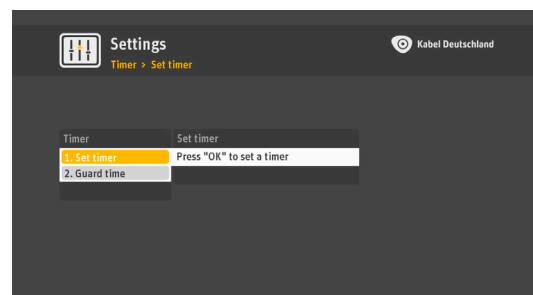 Settings
Timer > Set timer
Kabel Deutschland
Timer
Set timer
1. Set timer
Press "OK" to set a timer
2. Guard time